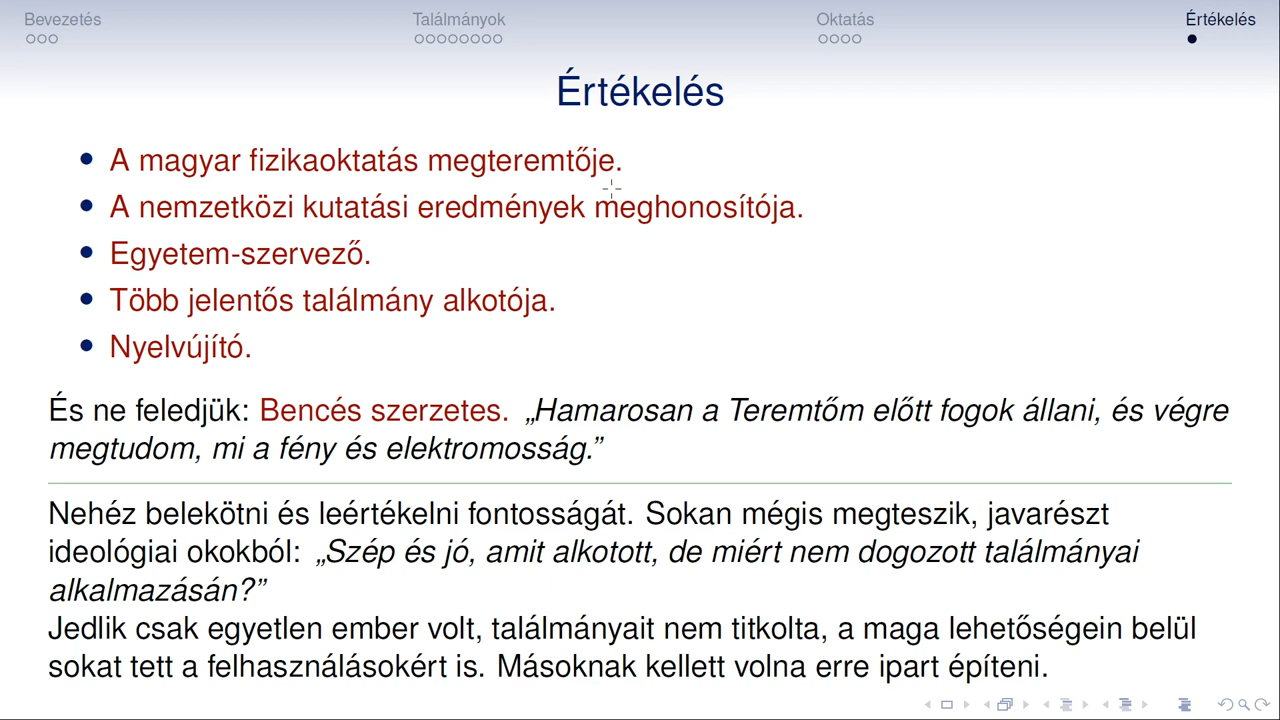 Bevezetés Találmányok Oktatás Értékelés
Értékelés
A magyar fizikaoktatás megteremtője.
A nemzetközi kutatási eredmények meghonosítója.
Egyetem-szervező.
Több jelentős találmány alkotója.
Nyelvújító.
És ne feledjük: Bencés szerzetes. „Hamarosan a Teremtőm előtt fogok állani, és végre
megtudom, mi a fény és elektromosság.”
Nehéz belekötni és leértékelni fontosságát. Sokan mégis megteszik, javarészt
ideológiai okokból: „Szép és jó, amit alkotott, de miért nem dogozott találmányai
alkalmazásán?”
Jedlik csak egyetlen ember volt, találmányait nem titkolta, a maga lehetőségein belül
sokat tett a felhasználásokért is. Másoknak kellett volna erre ipart építeni.